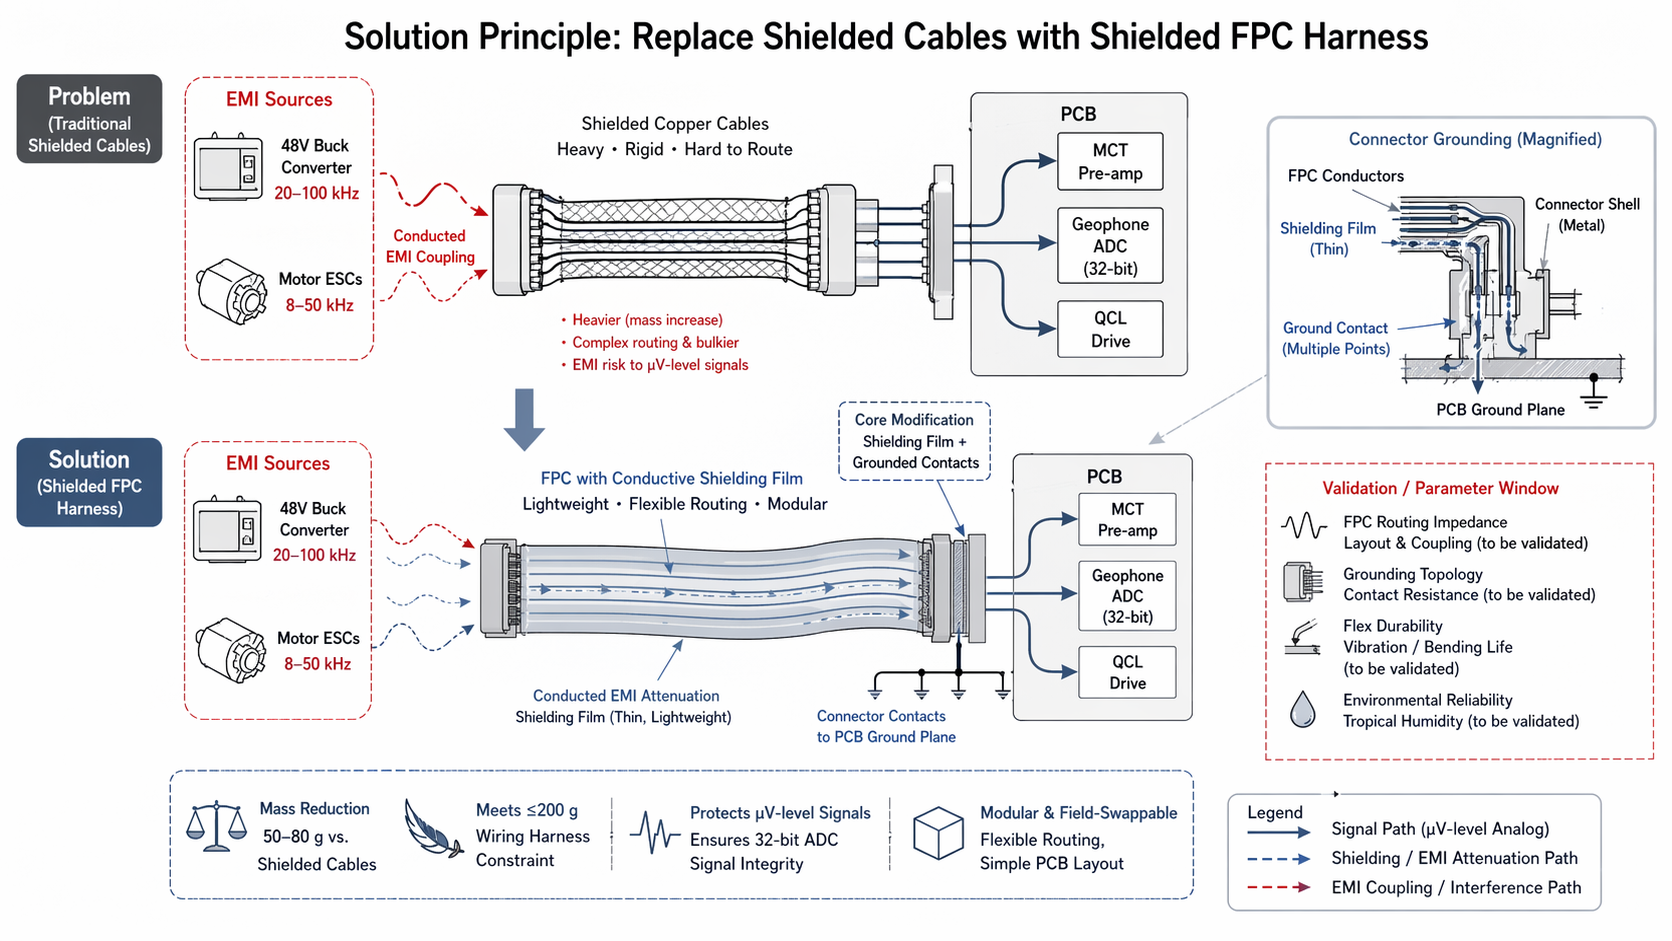 Solution Principle: Replace Shielded Cables with Shielded FPC Harness
Problem
(Traditional
Shielded Cables)
EMI Sources
48V Buck
Converter
20–100 kHz
Motor ESCs
8–50 kHz
Conducted
EMI Coupling
Shielded Copper Cables
Heavy • Rigid • Hard to Route
• Heavier (mass increase)
• Complex routing & bulkier
• EMI risk to µV-level signals
PCB
MCT
Pre-amp
Geophone
ADC
(32-bit)
QCL
Drive
Connector Grounding (Magnified)
FPC Conductors
Shielding Film
(Thin)
Connector Shell
(Metal)
Ground Contact
(Multiple Points)
PCB Ground Plane
Solution
(Shielded FPC
Harness)
EMI Sources
48V Buck
Converter
20–100 kHz
Motor ESCs
8–50 kHz
FPC with Conductive Shielding Film
Lightweight • Flexible Routing • Modular
Conducted EMI Attenuation
Shielding Film (Thin, Lightweight)
Core Modification
Shielding Film +
Grounded Contacts
Connector Contacts
to PCB Ground Plane
PCB
MCT
Pre-amp
Geophone
ADC
(32-bit)
QCL
Drive
Validation / Parameter Window
FPC Routing Impedance
Layout & Coupling (to be validated)
Grounding Topology
Contact Resistance (to be validated)
Flex Durability
Vibration / Bending Life
(to be validated)
Environmental Reliability
Tropical Humidity (to be validated)
Mass Reduction
50–80 g vs.
Shielded Cables
Meets ≤200 g
Wiring Harness
Constraint
Protects µV-level Signals
Ensures 32-bit ADC
Signal Integrity
Modular & Field-Swappable
Flexible Routing,
Simple PCB Layout
Legend
Signal Path (µV-level Analog)
Shielding / EMI Attenuation Path
EMI Coupling / Interference Path